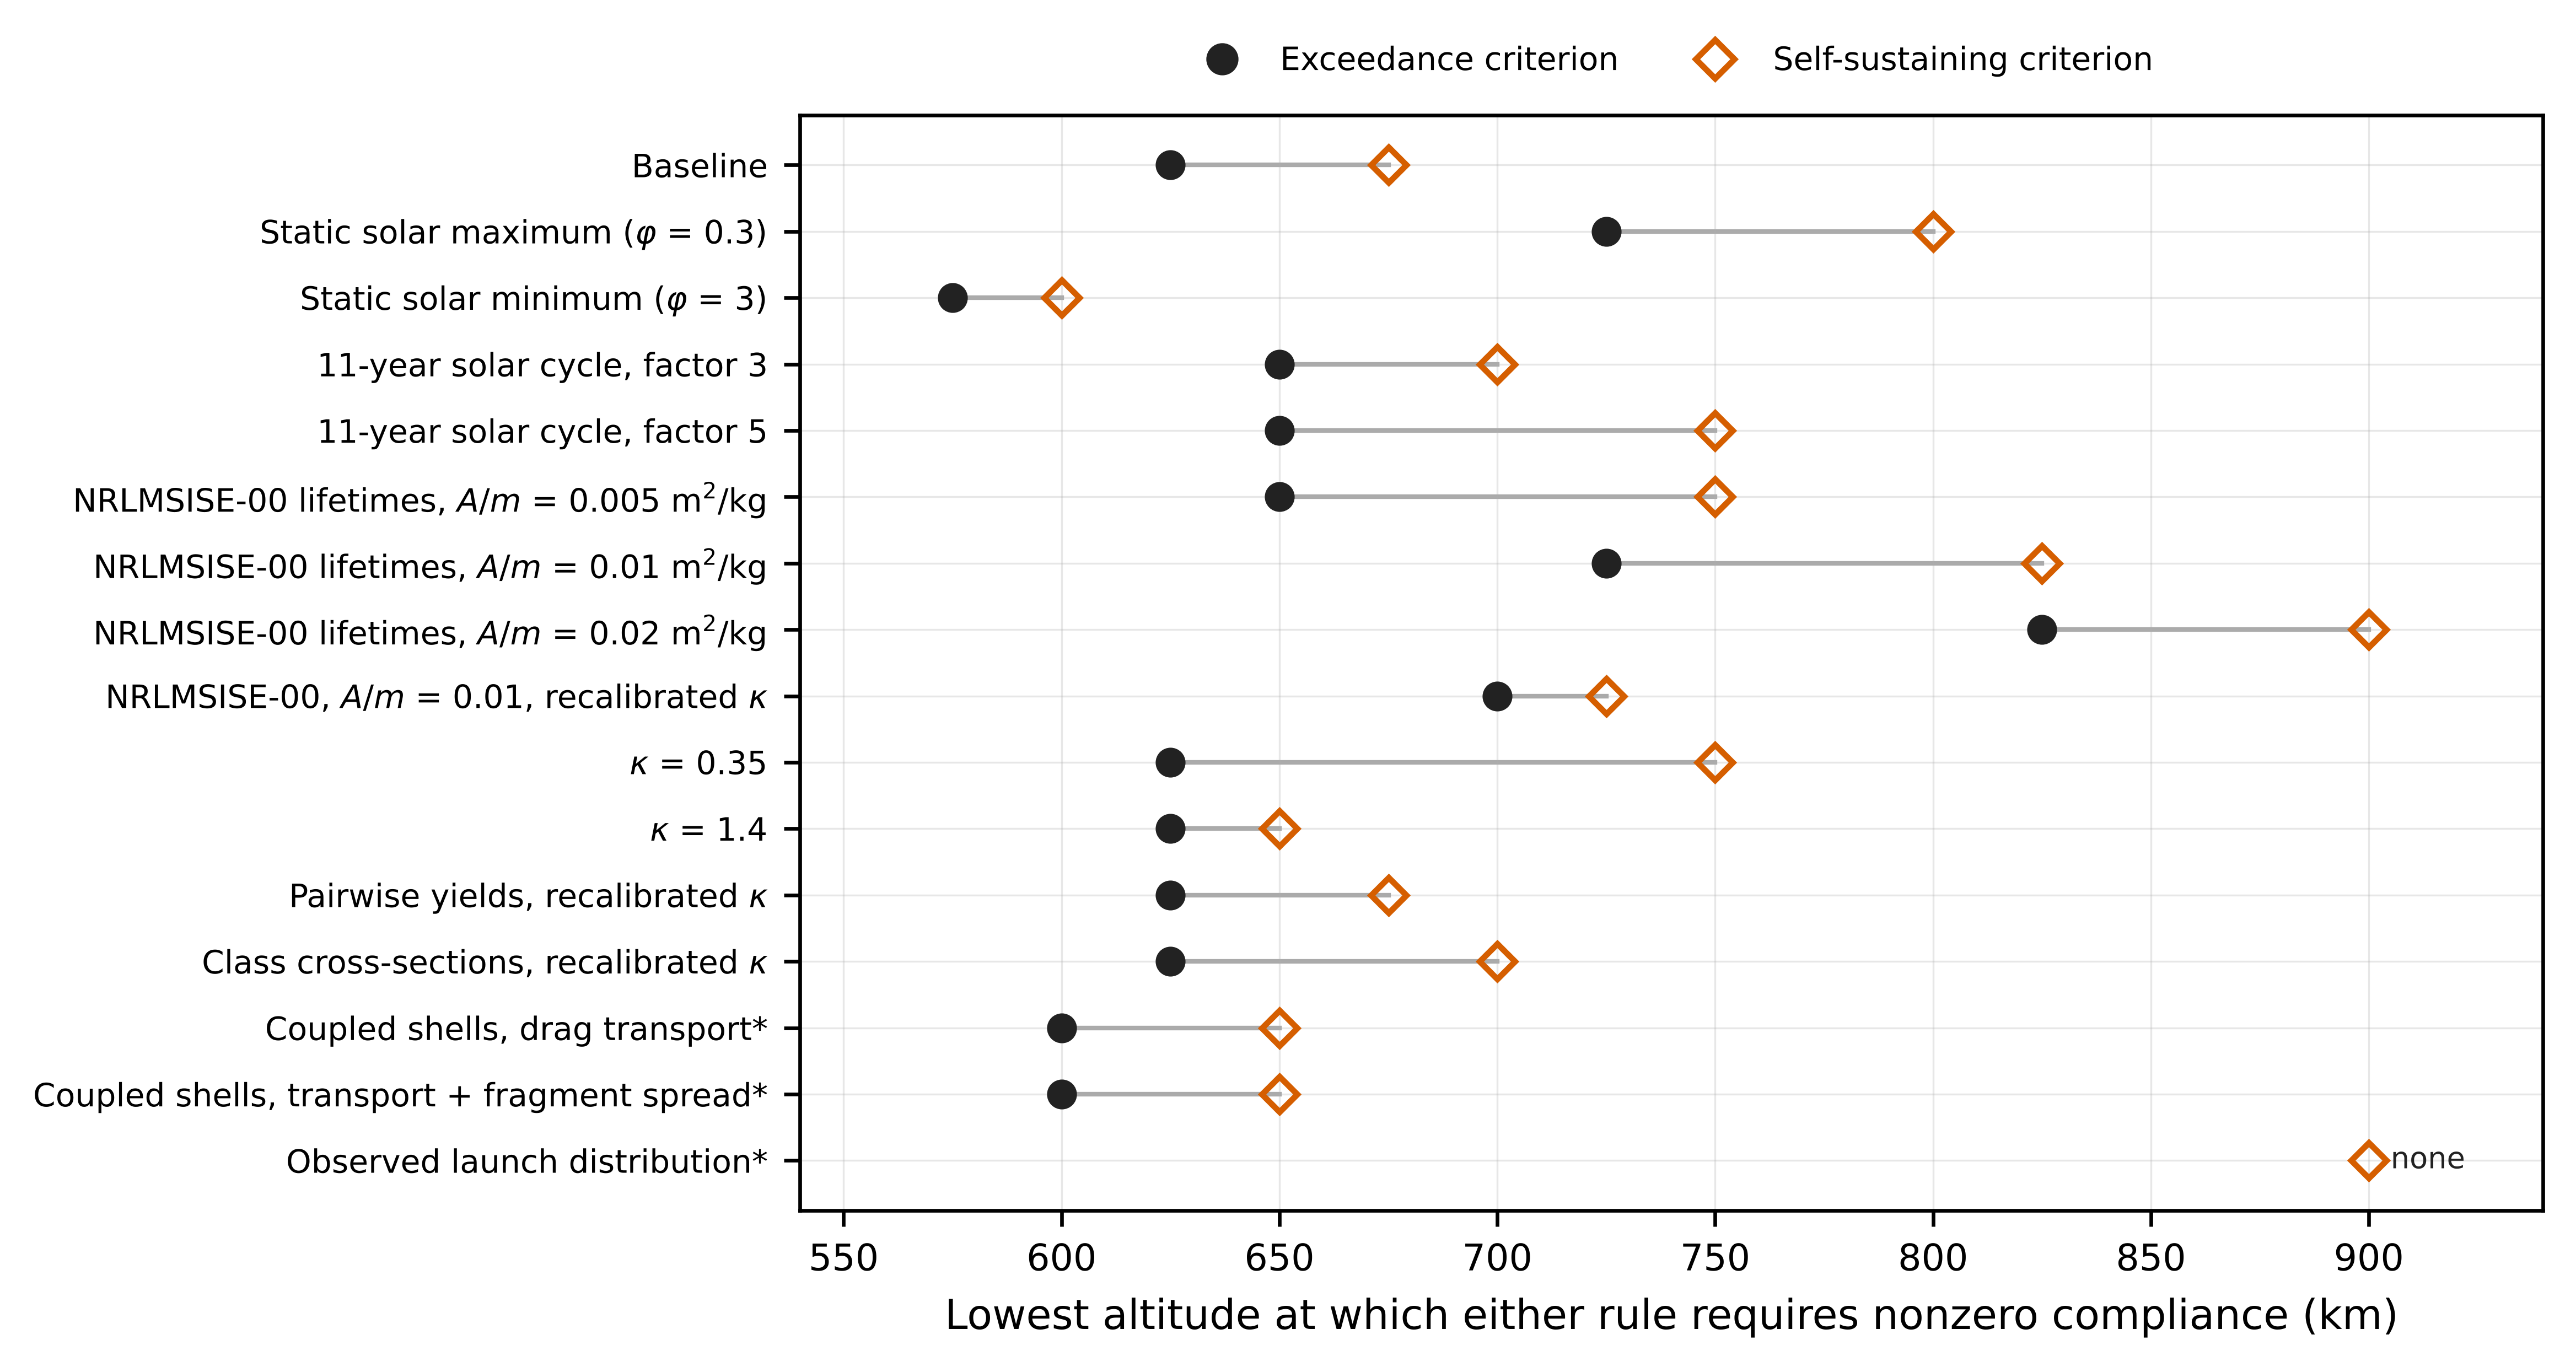 Exceedance criterion
Self-sustaining criterion
Baseline
Static solar maximum (φ = 0.3)
Static solar minimum (φ = 3)
11-year solar cycle, factor 3
11-year solar cycle, factor 5
NRLMSISE-00 lifetimes, A/m = 0.005 m²/kg
NRLMSISE-00 lifetimes, A/m = 0.01 m²/kg
NRLMSISE-00 lifetimes, A/m = 0.02 m²/kg
NRLMSISE-00, A/m = 0.01, recalibrated κ
κ = 0.35
κ = 1.4
Pairwise yields, recalibrated κ
Class cross-sections, recalibrated κ
Coupled shells, drag transport*
Coupled shells, transport + fragment spread*
Observed launch distribution*
none
550 600 650 700 750 800 850 900
Lowest altitude at which either rule requires nonzero compliance (km)